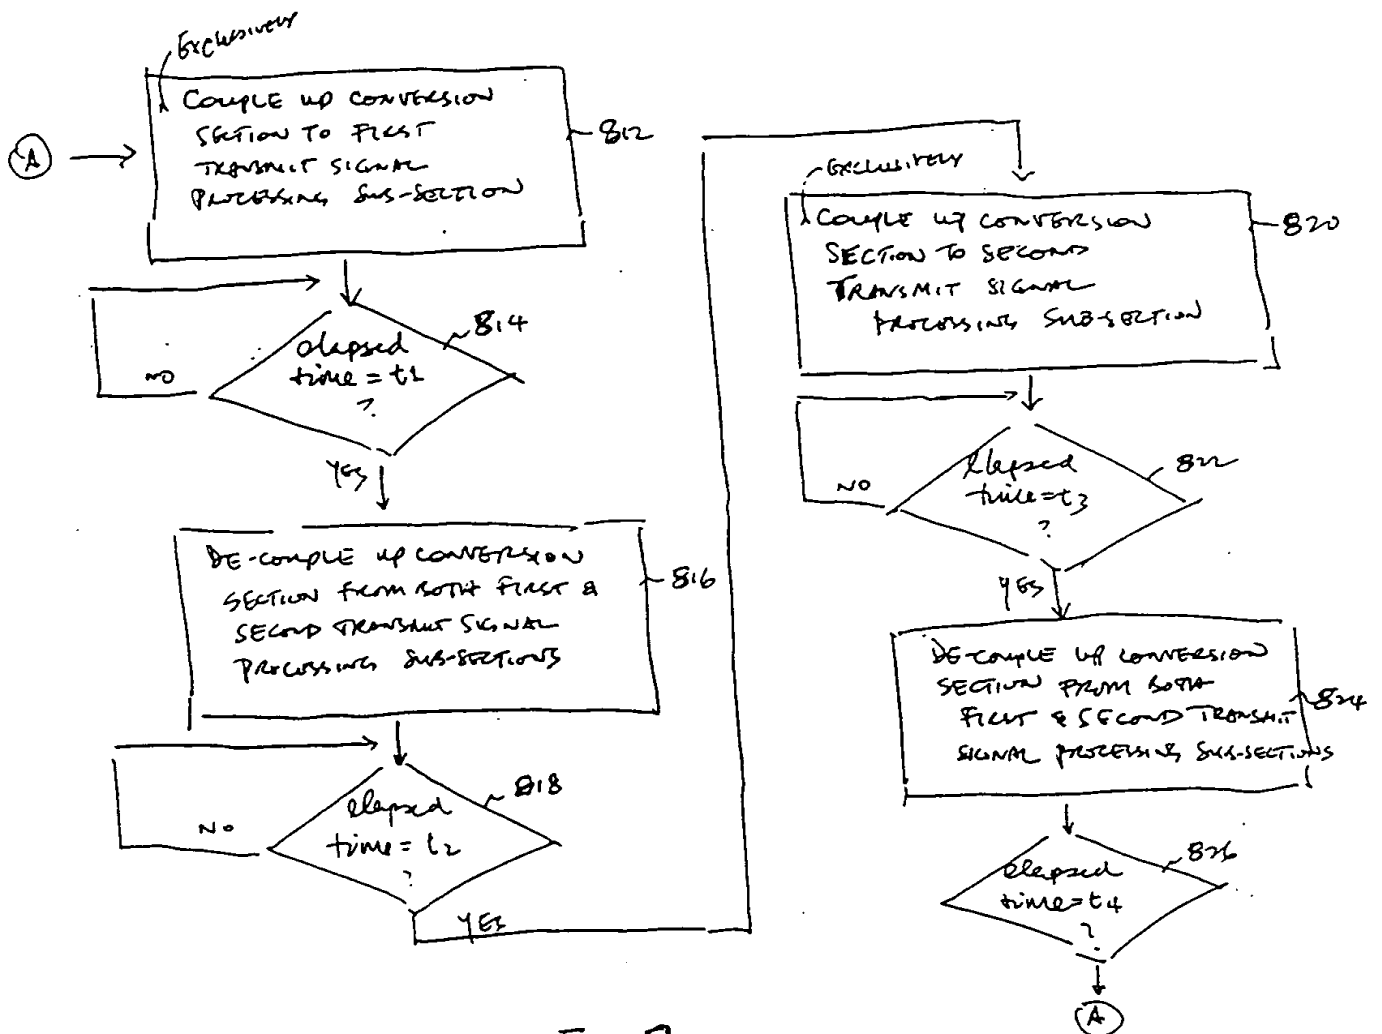 EXCLUSIVELY
COUPLE UP CONVERSION
SECTION TO FIRST
TRANSMIT SIGNAL
PROCESSING SUB-SECTION
812
A
elapsed
time = t1
?
814
NO
YES
DE-COUPLE UP CONVERSION
SECTION FROM BOTH FIRST &
SECOND TRANSMIT SIGNAL
PROCESSING SUB-SECTIONS
816
elapsed
time = t2
?
818
NO
YES
EXCLUSIVELY
COUPLE UP CONVERSION
SECTION TO SECOND
TRANSMIT SIGNAL
PROCESSING SUB-SECTION
820
Elapsed
time = t3
?
822
NO
YES
DE-COUPLE UP CONVERSION
SECTION FROM BOTH
FIRST & SECOND TRANSMIT
SIGNAL PROCESSING SUB-SECTIONS
824
elapsed
time = t4
?
826
A